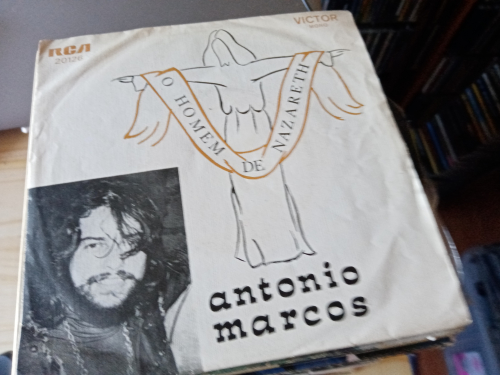 RCA
20126
VICTOR
O HOMEM DE NAZARETH
antonio
marcos